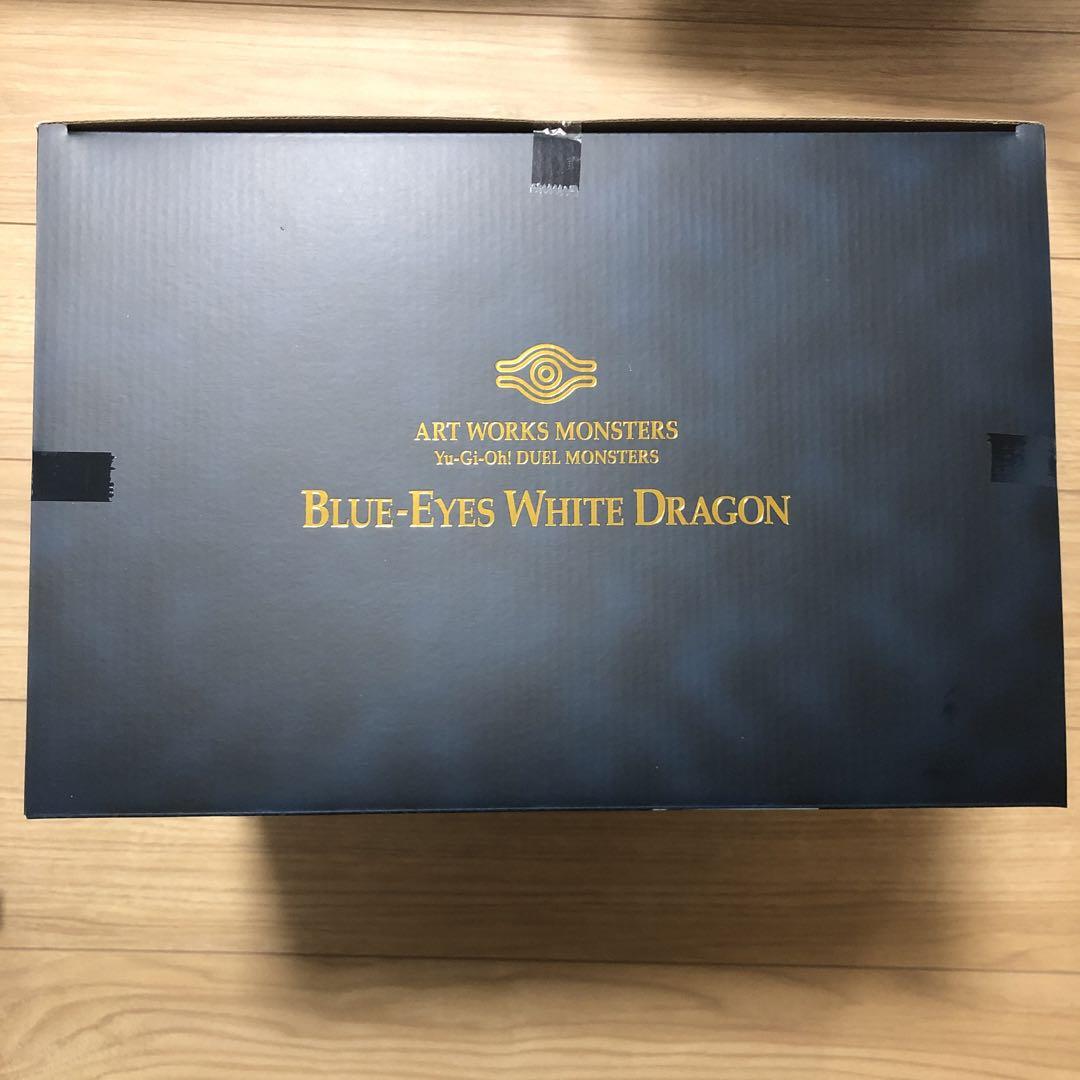 ART WORKS MONSTERS
Yu-Gi-Oh! DUEL MONSTERS
BLUE-EYES WHITE DRAGON